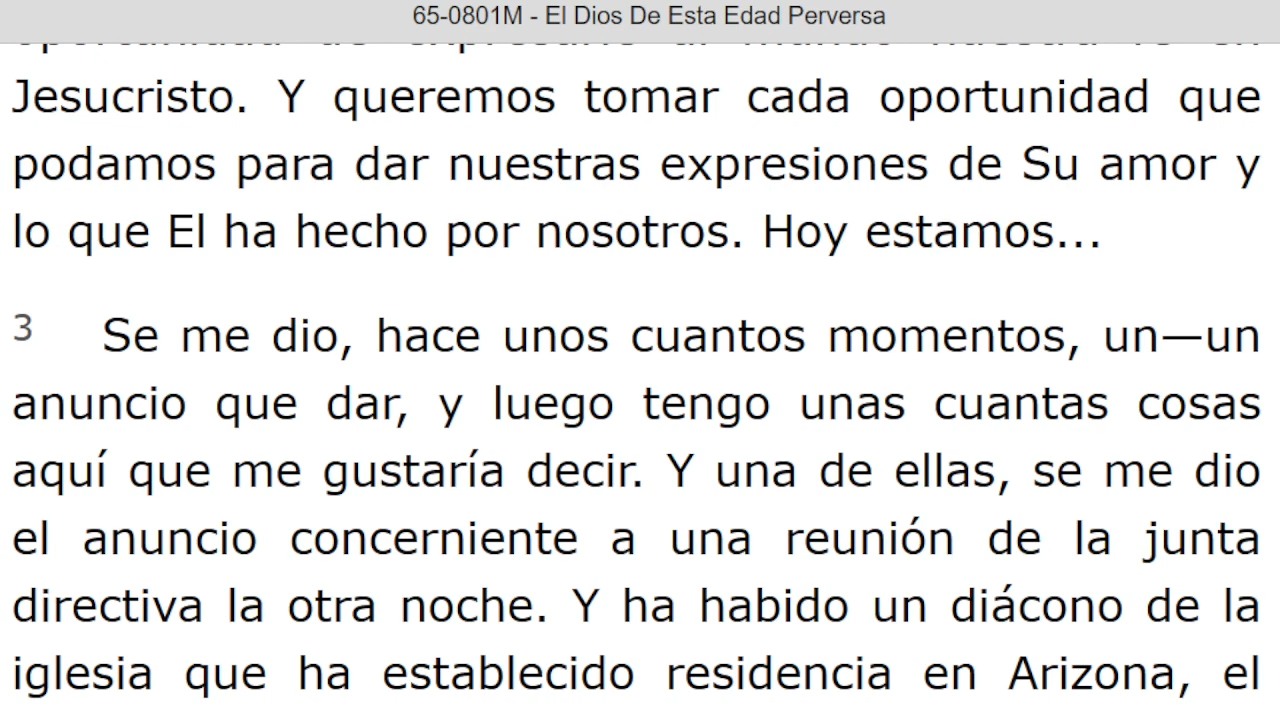 65-0801M - El Dios De Esta Edad Perversa
Jesucristo. Y queremos tomar cada oportunidad que
podamos para dar nuestras expresiones de Su amor y
lo que El ha hecho por nosotros. Hoy estamos...
3 Se me dio, hace unos cuantos momentos, un—un
anuncio que dar, y luego tengo unas cuantas cosas
aquí que me gustaría decir. Y una de ellas, se me dio
el anuncio concerniente a una reunión de la junta
directiva la otra noche. Y ha habido un diácono de la
iglesia que ha establecido residencia en Arizona, el